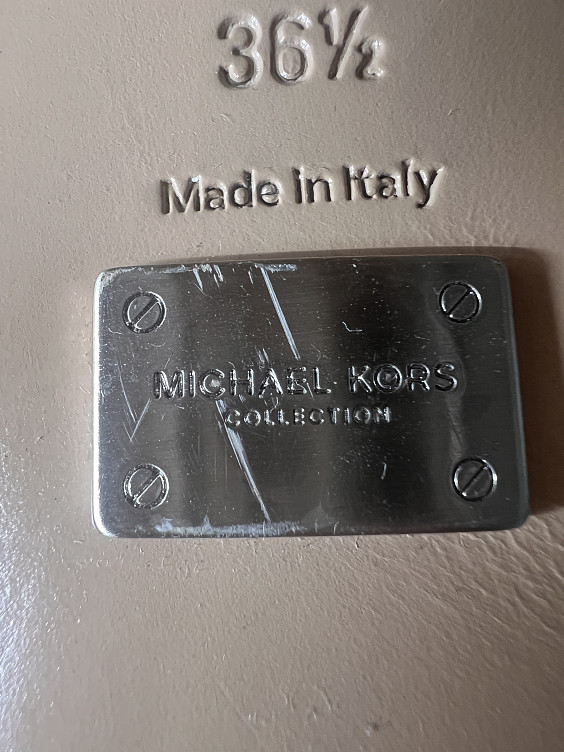 36½
Made in Italy
MICHAEL KORS
COLLECTION